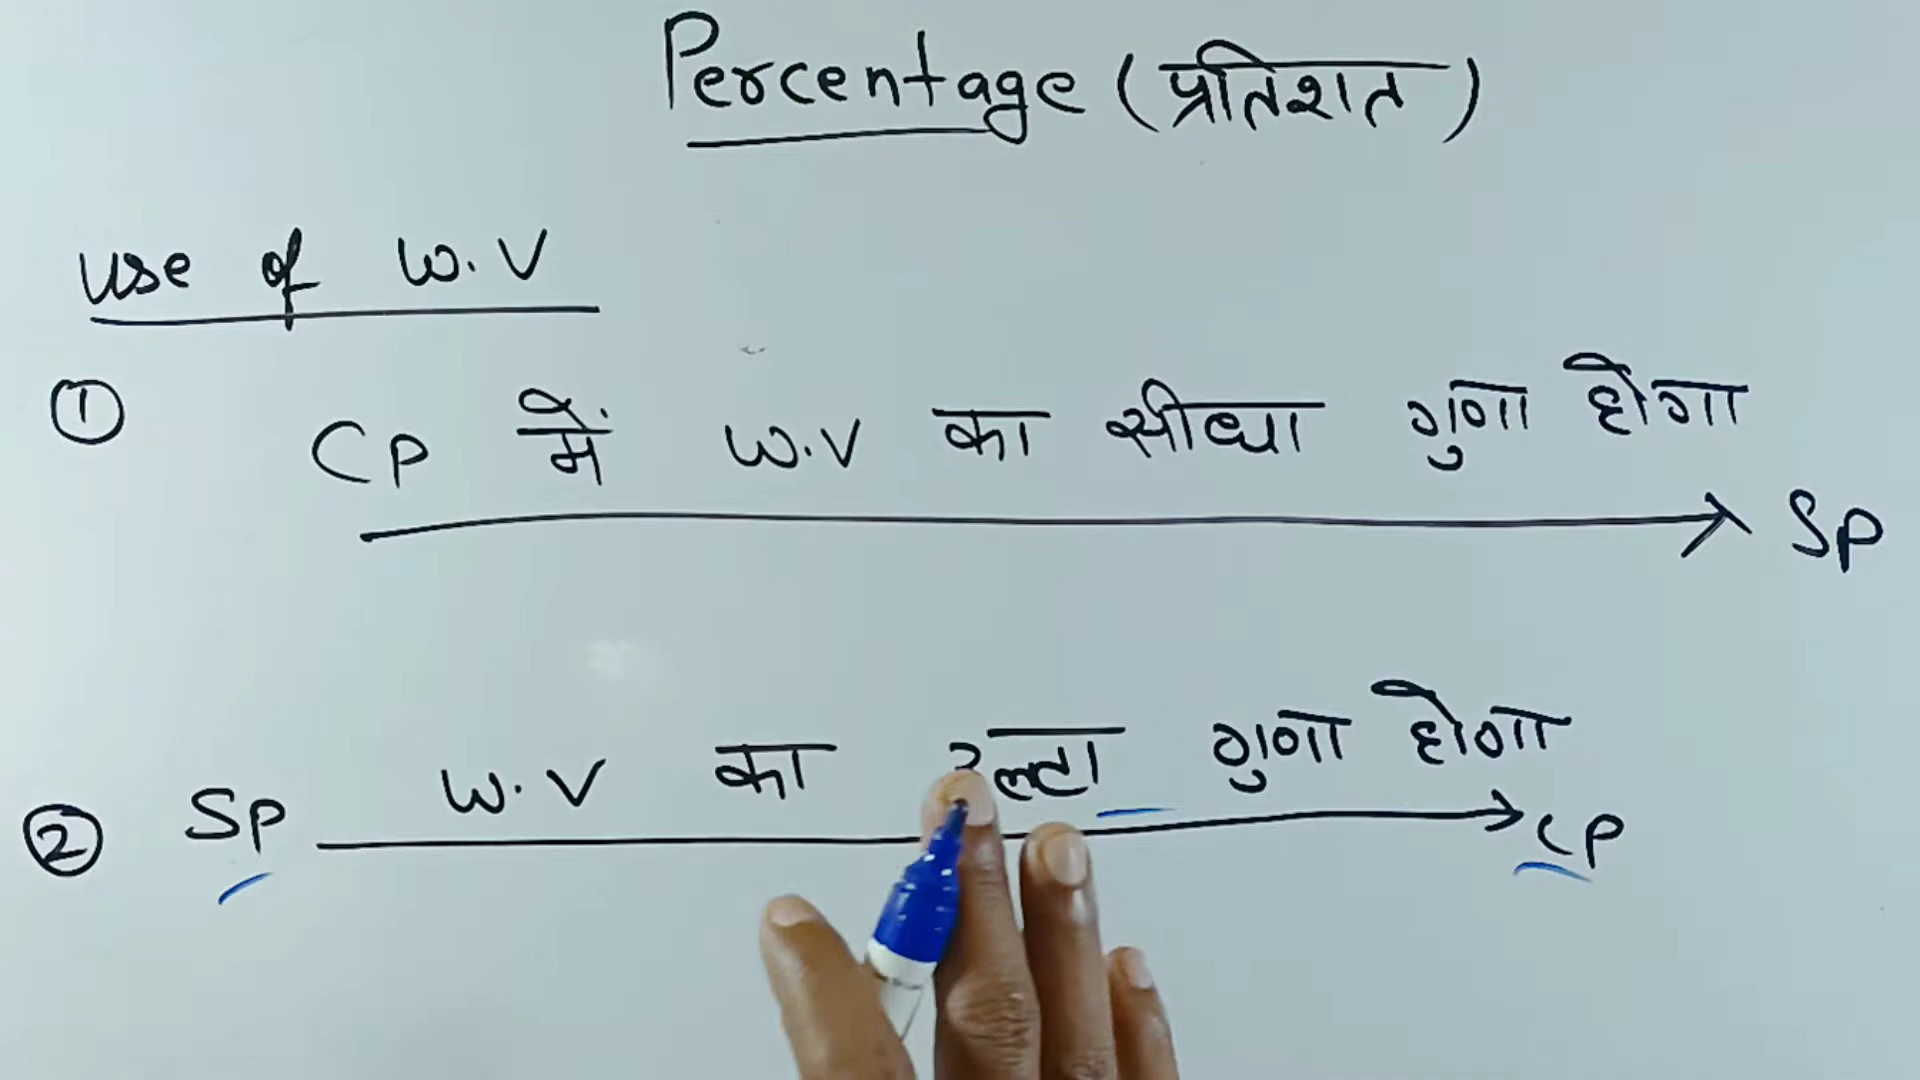 Percentage (प्रतिशत)
use of W.V
① CP में W.V का सीधा गुणा होगा
SP
② SP W.V का उल्टा गुणा होगा CP